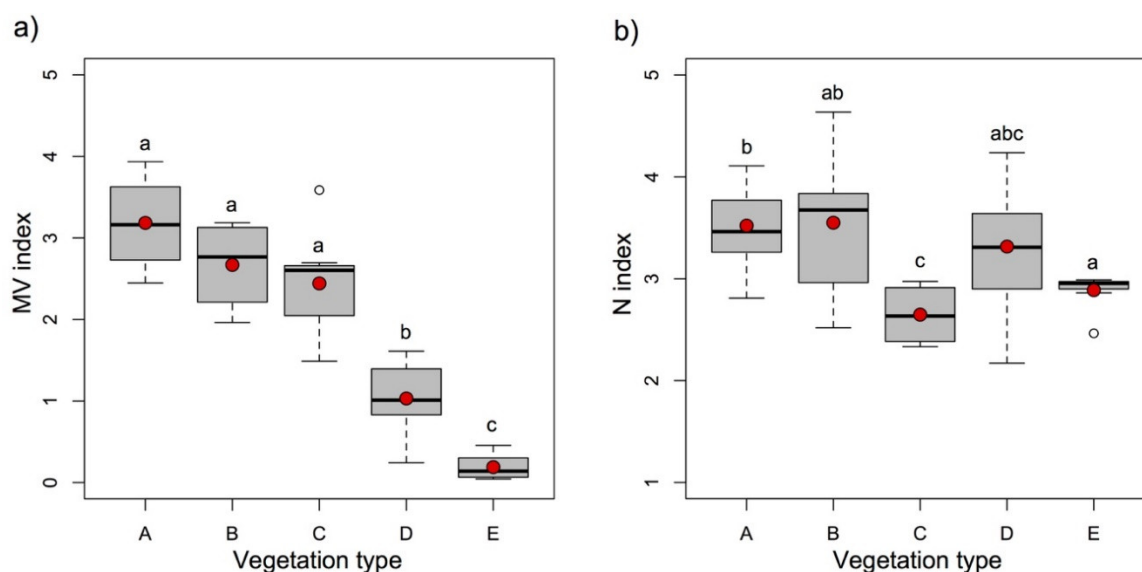 a)
MV index
5
4
3
2
1
0
a
a
a
b
c
A B C D E
Vegetation type
b)
N index
5
4
3
2
1
b
ab
c
abc
a
A B C D E
Vegetation type